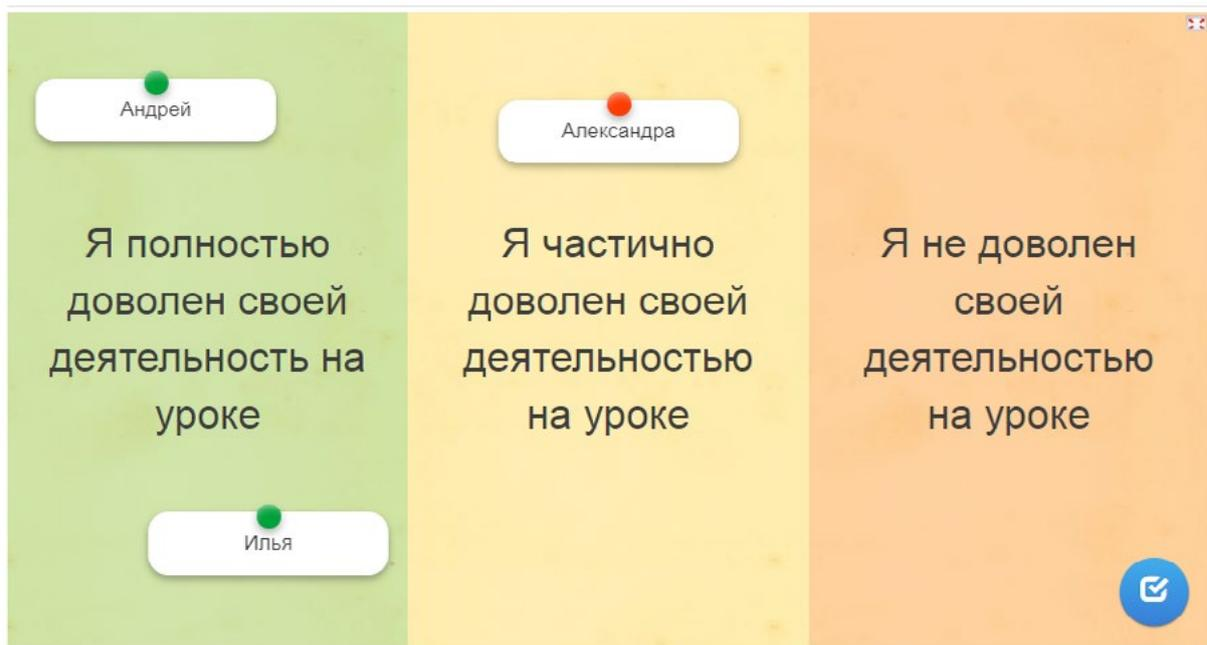 Андрей
Я полностью
доволен своей
деятельность на
уроке
Илья
Александра
Я частично
доволен своей
деятельностью
на уроке
Я не доволен
своей
деятельностью
на уроке